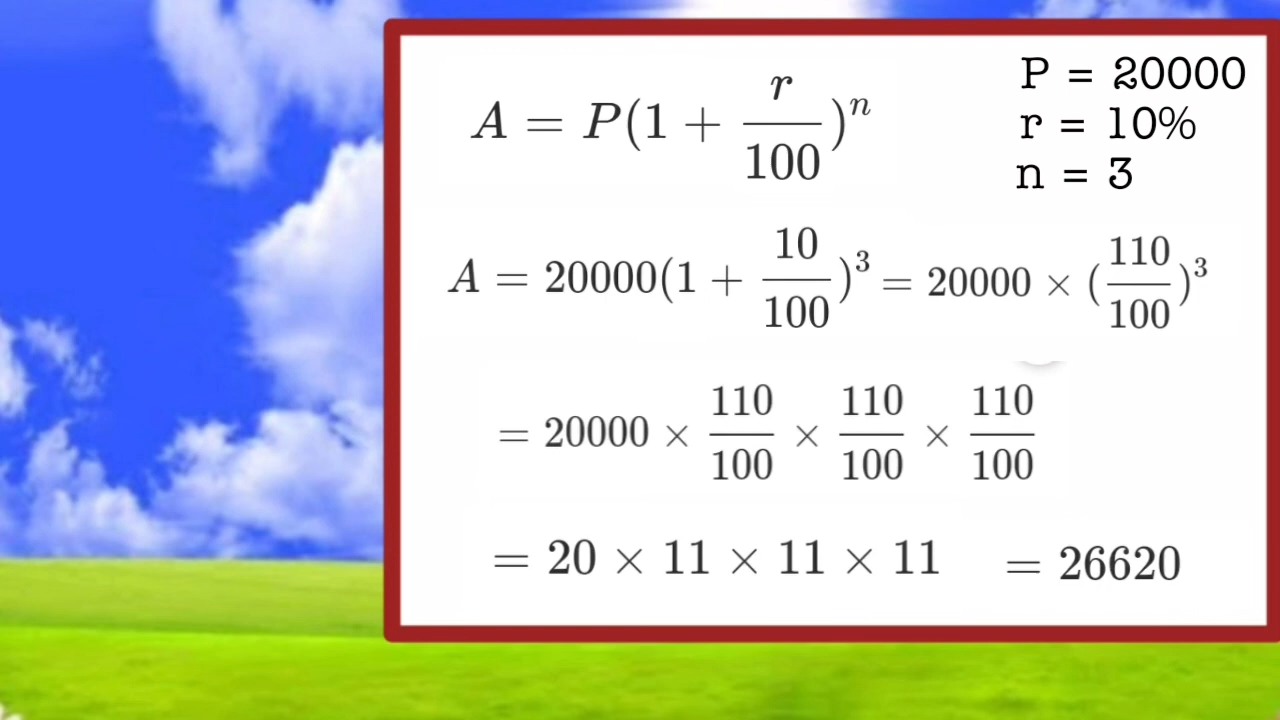 A = P(1 + r/100)^n
P = 20000
r = 10%
n = 3
A = 20000(1 + 10/100)^3 = 20000 × (110/100)^3
= 20000 × 110/100 × 110/100 × 110/100
= 20 × 11 × 11 × 11 = 26620